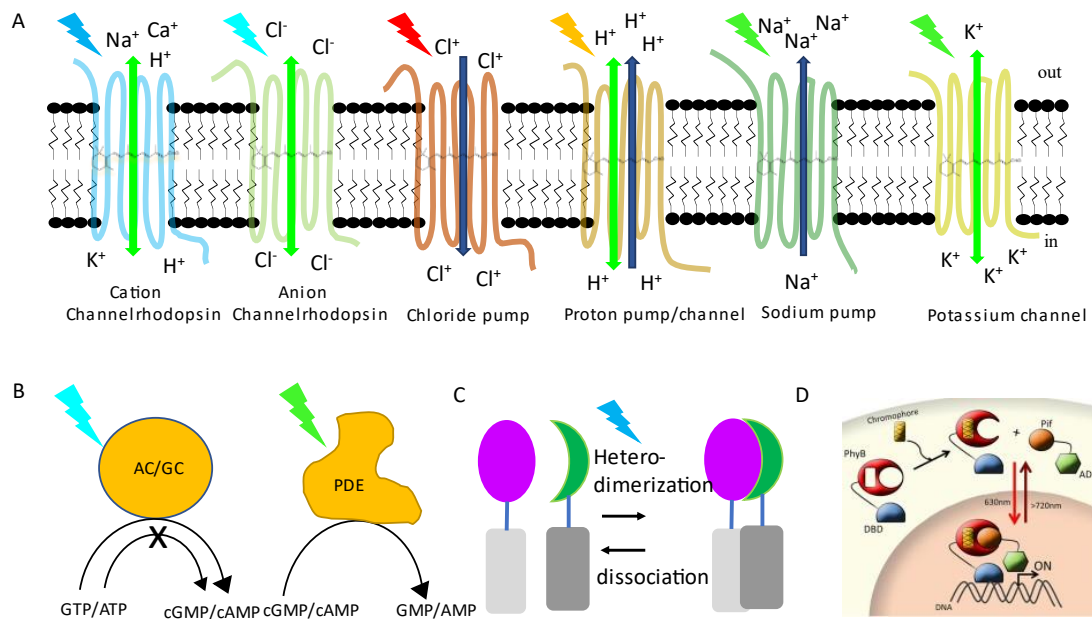 A
Na⁺
Ca⁺
H⁺
K⁺
H⁺
Cation
Channelrhodopsin
Cl⁻
Cl⁻
Cl⁻
Cl⁻
Anion
Channelrhodopsin
Cl⁺
Cl⁺
Cl⁺
Cl⁺
Chloride pump
H⁺
H⁺
H⁺
H⁺
H⁺
Proton pump/channel
Na⁺
Na⁺
Na⁺
Na⁺
Sodium pump
K⁺
K⁺
K⁺
K⁺
Potassium channel
out
in
B
AC/GC
X
GTP/ATP
cGMP/cAMP
PDE
cGMP/cAMP
GMP/AMP
C
Hetero-
dimerization
dissociation
D
Chromophore
PhyB
DBD
+
Pif
AD
630nm
>720nm
ON
DNA